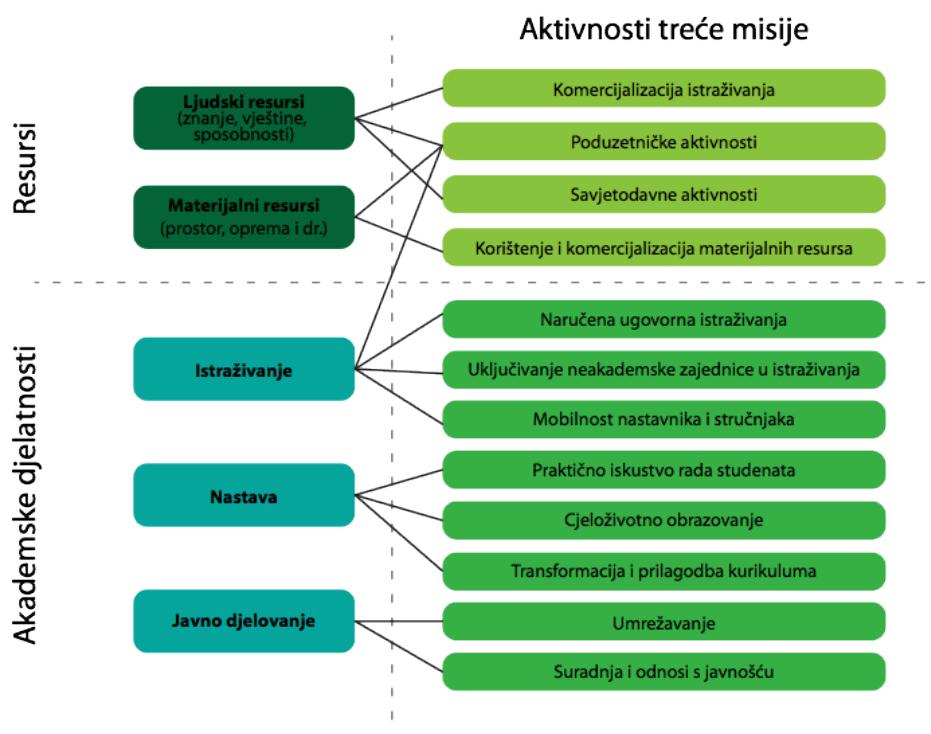 Aktivnosti treće misije
Resursi
Ljudski resursi
(znanje, vještine,
sposobnosti)
Materijalni resursi
(prostor, oprema i dr.)
Komercijalizacija istraživanja
Poduzetničke aktivnosti
Savjetodavne aktivnosti
Korištenje i komercijalizacija materijalnih resursa
Akademske djelatnosti
Istraživanje
Naručena ugovorna istraživanja
Uključivanje neakademske zajednice u istraživanja
Mobilnost nastavnika i stručnjaka
Nastava
Praktično iskustvo rada studenata
Cjeloživotno obrazovanje
Transformacija i prilagodba kurikuluma
Javno djelovanje
Umrežavanje
Suradnja i odnosi s javnošću